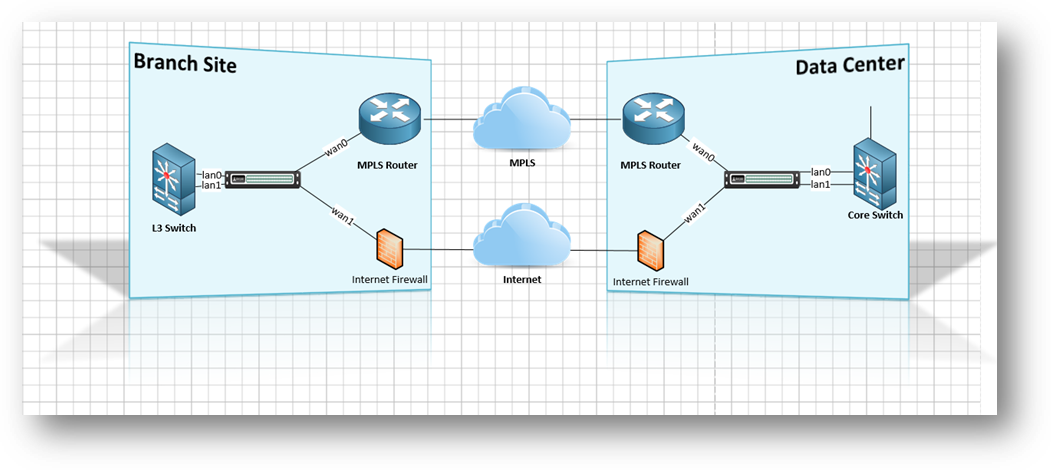 Branch Site
Data Center
wan0
MPLS Router
MPLS
MPLS Router
wan0
lan0
lan1
L3 Switch
lan0
lan1
Core Switch
wan1
Internet Firewall
Internet
Internet Firewall
wan1